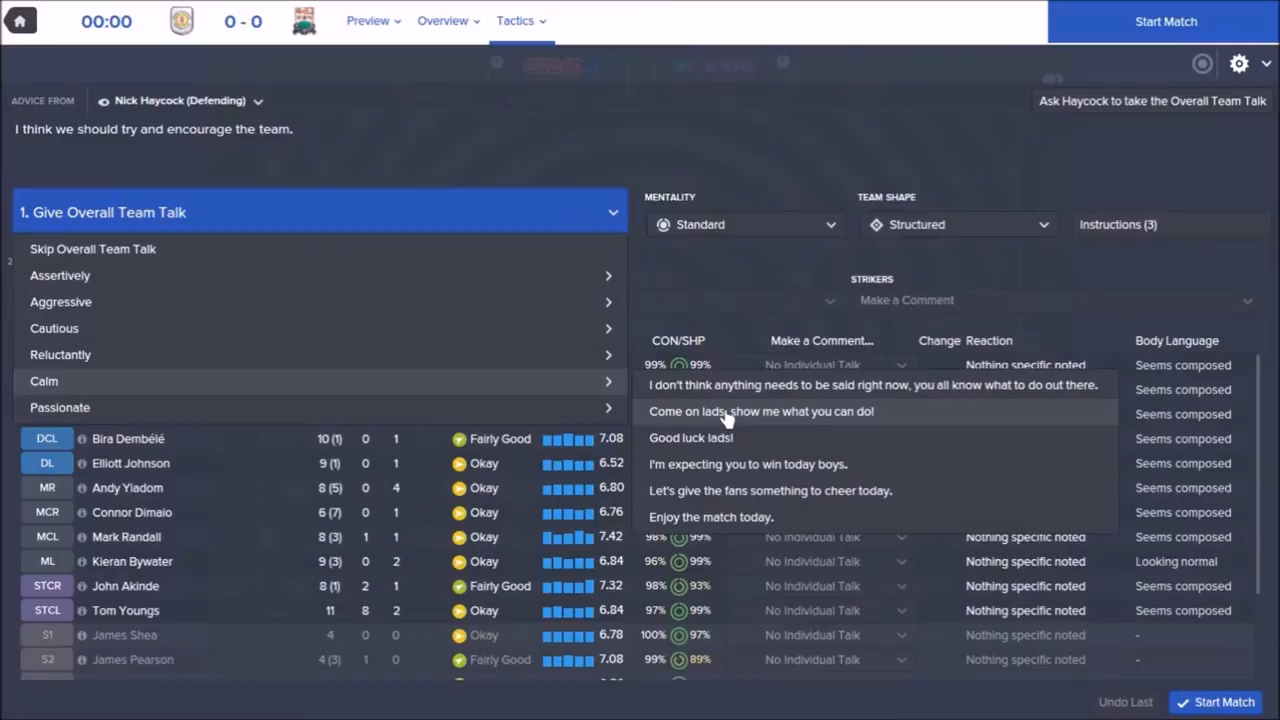 00:00
0 - 0
Preview
Overview
Tactics
Start Match
ADVICE FROM
Nick Haycock (Defending)
Ask Haycock to take the Overall Team Talk
I think we should try and encourage the team.
1. Give Overall Team Talk
MENTALITY
TEAM SHAPE
Standard
Structured
Instructions (3)
Skip Overall Team Talk
2
Assertively
Aggressive
Cautious
Reluctantly
Calm
Passionate
STRIKERS
Make a Comment
CON/SHP Make a Comment... Change Reaction Body Language
99% 99% No Individual Talk Nothing specific noted Seems composed
Seems composed
Seems composed
I don't think anything needs to be said right now, you all know what to do out there.
Come on lads, show me what you can do!
Good luck lads!
I'm expecting you to win today boys.
Let's give the fans something to cheer today.
Enjoy the match today.
DCL Bira Dembélé 10 (1) 0 1 Fairly Good 7.08 Seems composed
DL Elliott Johnson 9 (1) 0 1 Okay 6.52 Seems composed
MR Andy Yiadom 8 (5) 0 4 Okay 6.80 Seems composed
MCR Connor Dimaio 6 (7) 0 1 Okay 6.76 Seems composed
MCL Mark Randall 8 (3) 1 1 Okay 7.42 98% 99% No Individual Talk Nothing specific noted Seems composed
ML Kieran Bywater 9 (3) 0 2 Okay 6.84 96% 99% No Individual Talk Nothing specific noted Looking normal
STCR John Akinde 8 (1) 2 1 Fairly Good 7.32 98% 93% No Individual Talk Nothing specific noted Seems composed
STCL Tom Youngs 11 8 2 Okay 6.84 97% 99% No Individual Talk Nothing specific noted Seems composed
S1 James Shea 4 0 0 Okay 6.78 100% 97% No Individual Talk Nothing specific noted -
S2 James Pearson 4 (3) 1 0 Fairly Good 7.08 99% 89% No Individual Talk Nothing specific noted -
Undo Last
Start Match